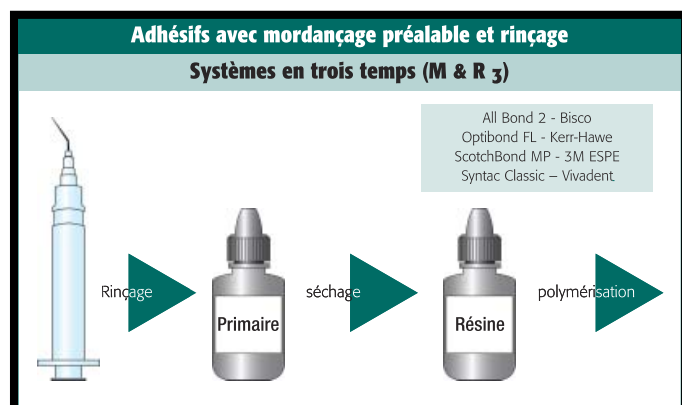 Adhésifs avec mordançage préalable et rinçage
Systèmes en trois temps (M & R 3)
All Bond 2 - Bisco
Optibond FL - Kerr-Hawe
ScotchBond MP - 3M ESPE
Syntac Classic – Vivadent
Rinçage
Primaire
séchage
Résine
polymérisation